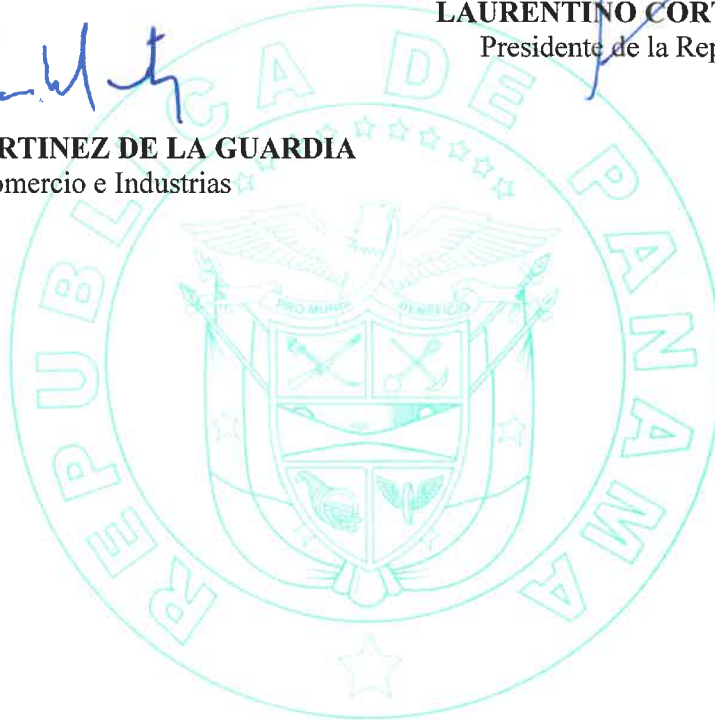 LAURENTINO CORT
Presidente de la Rep
RTINEZ DE LA GUARDIA
omercio e Industrias
REPUBLICA DE PANAMA
PRO MUNDI BENEFICIO